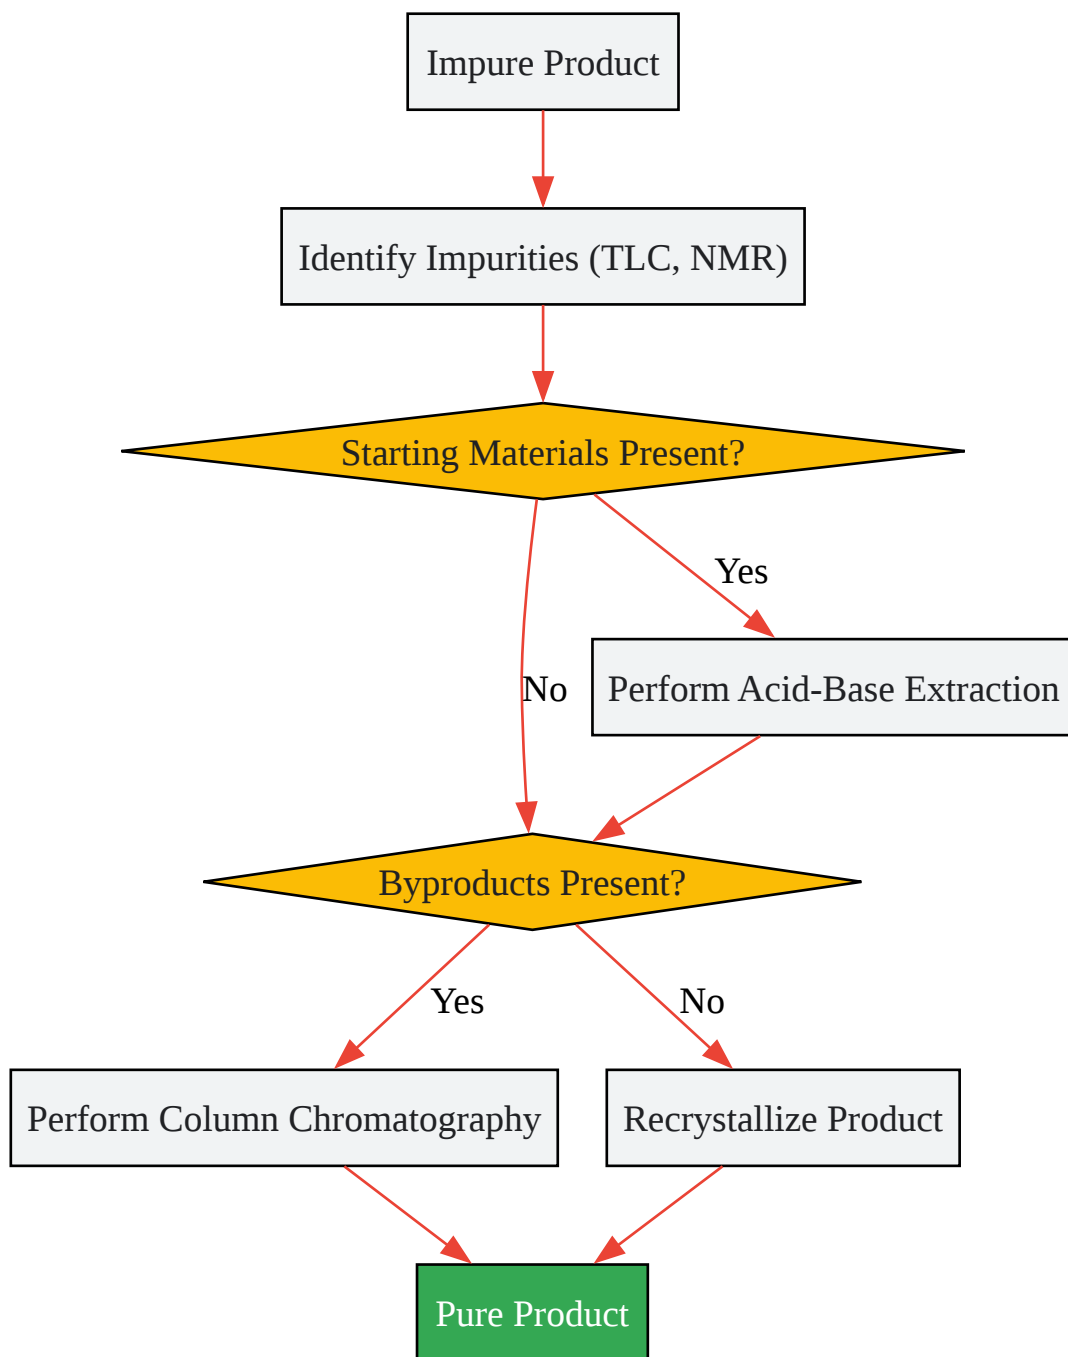 Impure Product
Identify Impurities (TLC, NMR)
Starting Materials Present?
Yes
No
Perform Acid-Base Extraction
Byproducts Present?
Yes
No
Perform Column Chromatography
Recrystallize Product
Pure Product